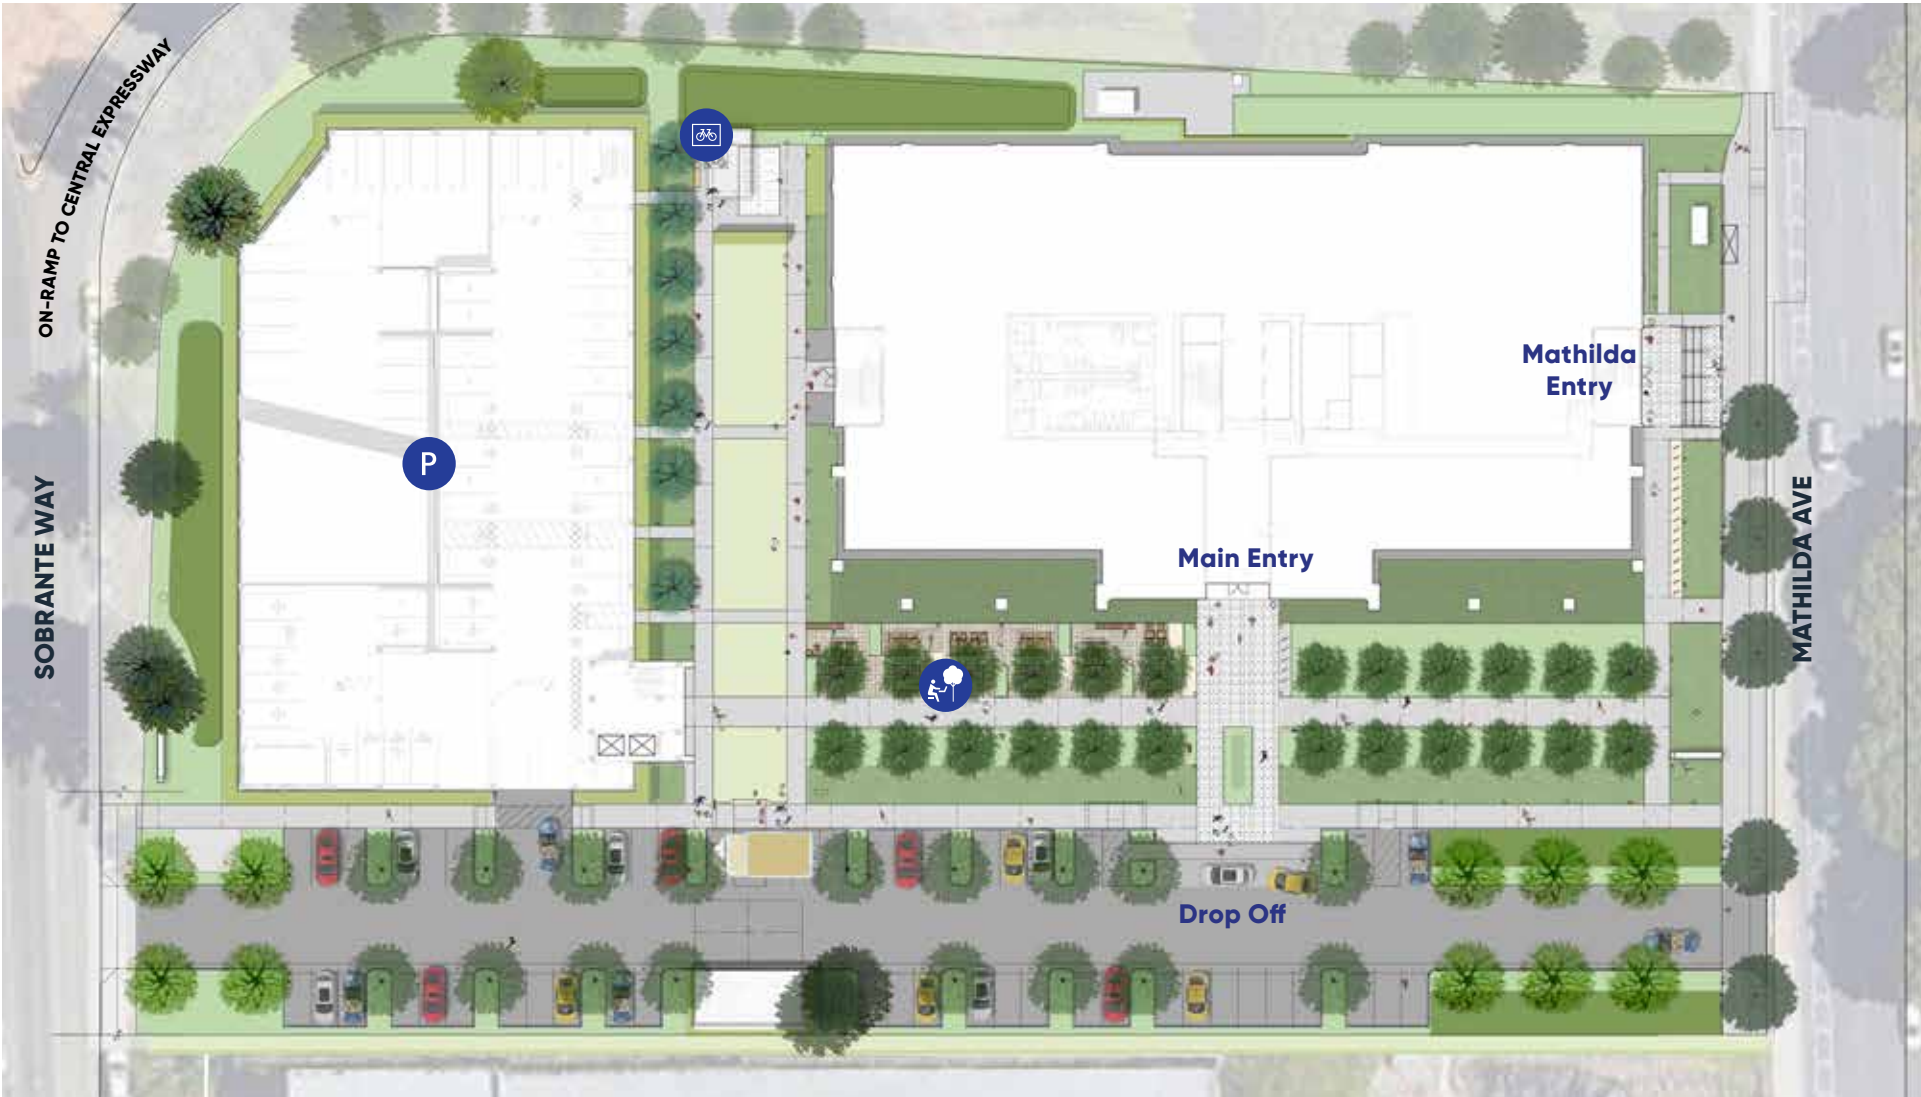 ON-RAMP TO CENTRAL EXPRESSWAY
Mathilda
Entry
P
SOBRANTE WAY
MATHILDA AVE
Main Entry
Drop Off